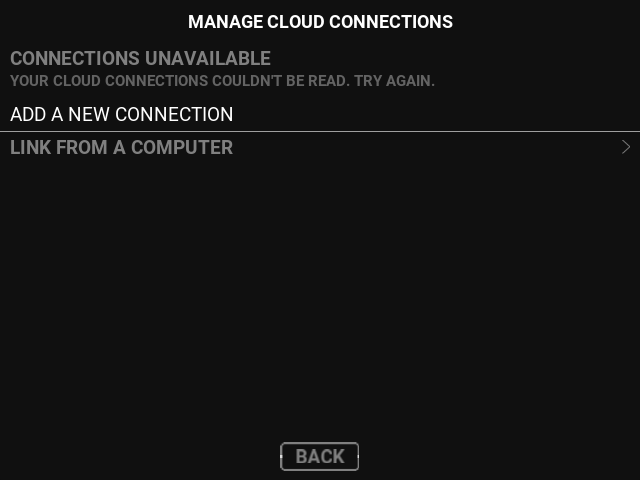 MANAGE CLOUD CONNECTIONS
CONNECTIONS UNAVAILABLE
YOUR CLOUD CONNECTIONS COULDN'T BE READ. TRY AGAIN.
ADD A NEW CONNECTION
LINK FROM A COMPUTER
BACK